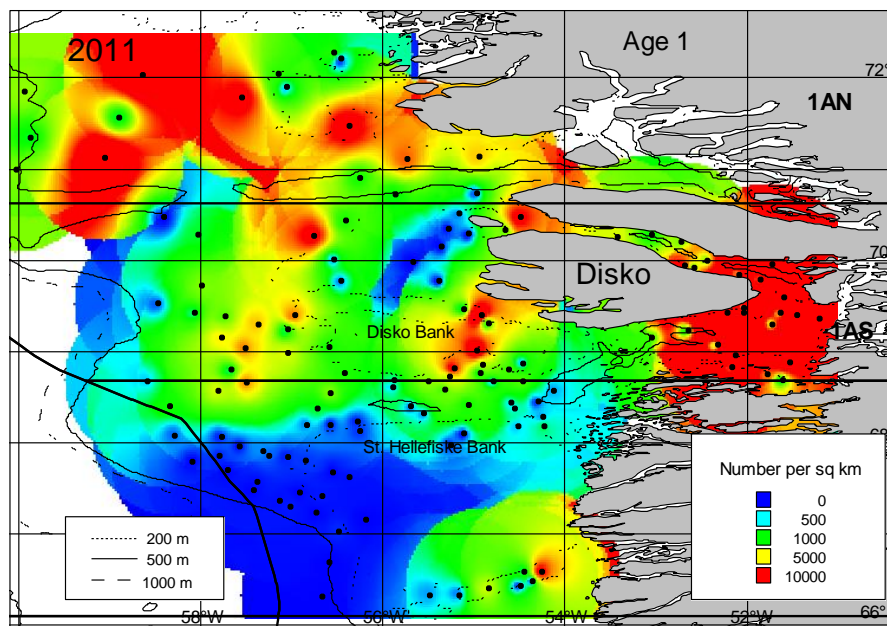 2011
Age 1
72°
1AN
70
Disko
Disko Bank
1AS
St. Hellefiske Bank
Number per sq km
0
500
1000
5000
10000
200 m
500 m
1000 m
58°W
56°W
54°W
52°W
66°